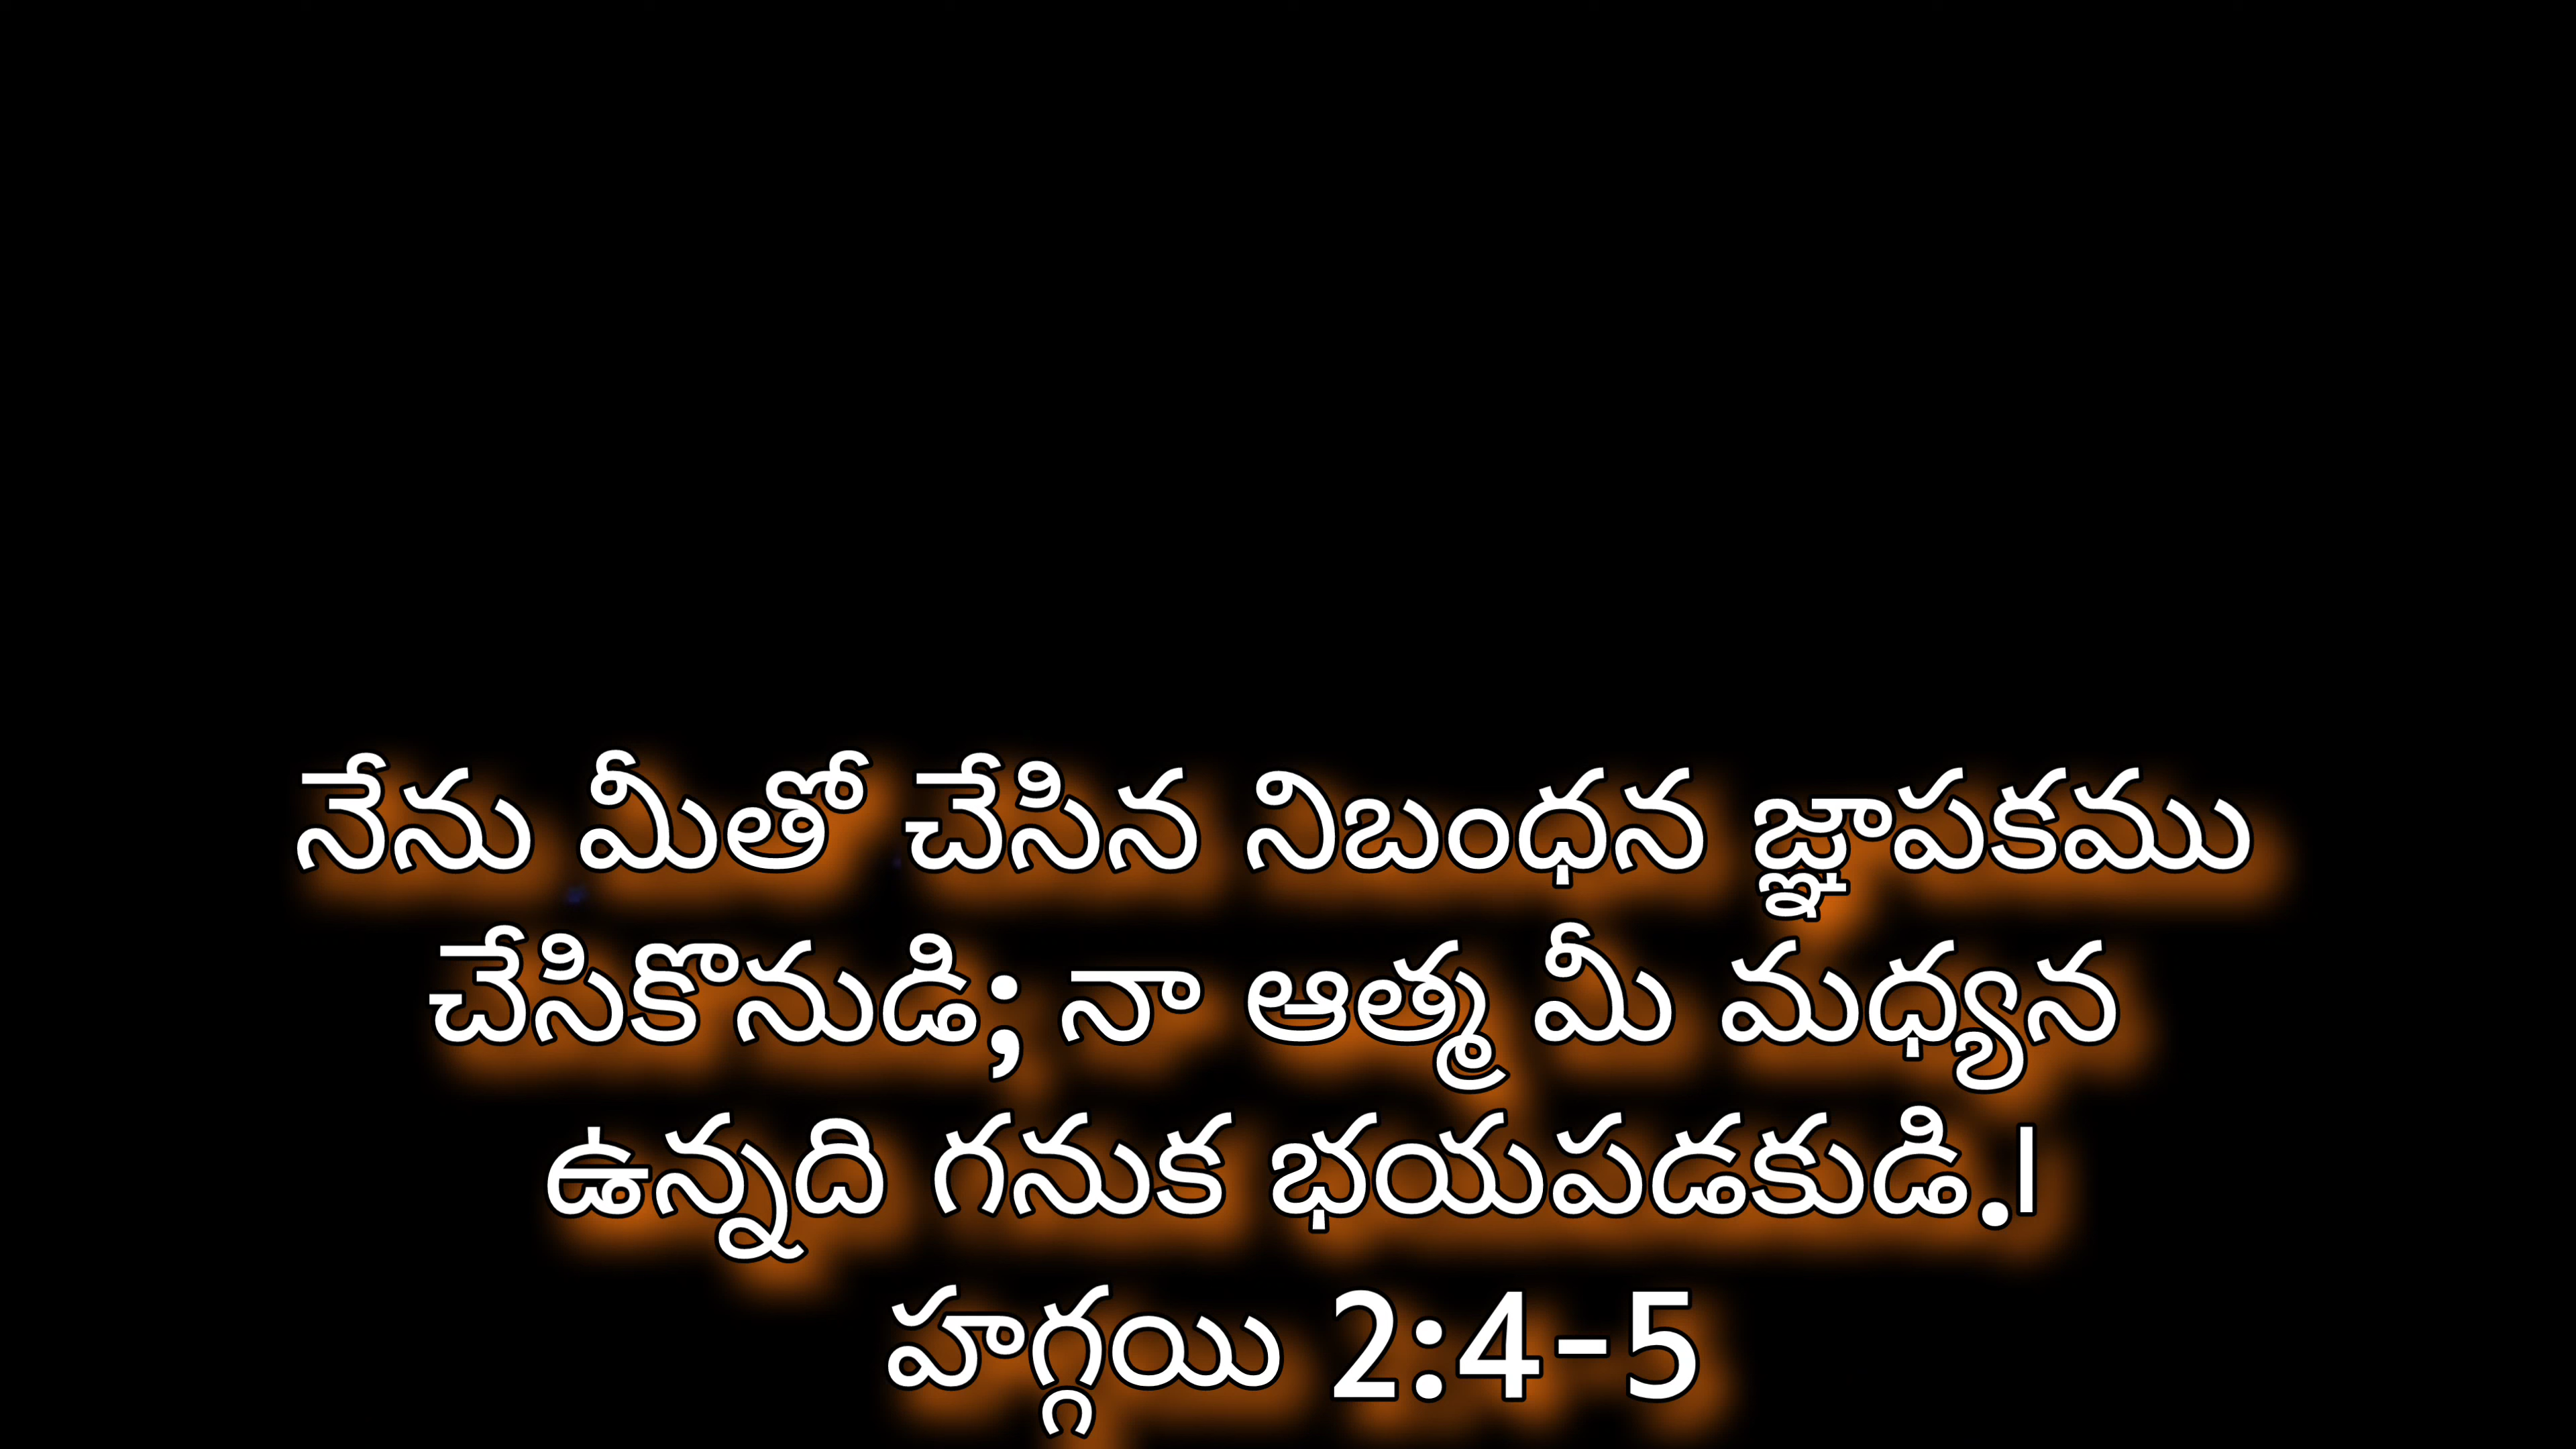 నేను మీతో చేసిన నిబంధన జ్ఞాపకము
చేసికొనుడి; నా ఆత్మ మీ మధ్యన
ఉన్నది గనుక భయపడకుడి.।
హగ్గయి 2:4-5